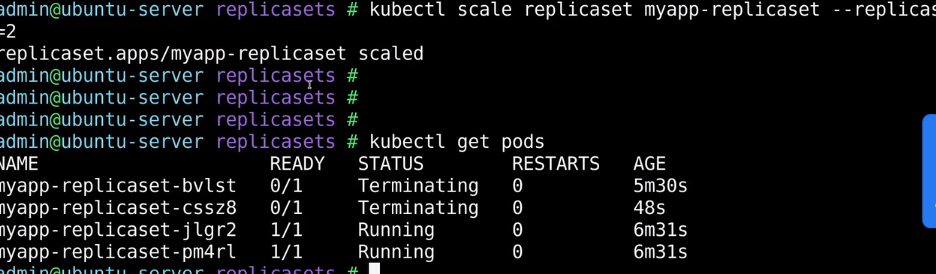 admin@ubuntu-server replicasets # kubectl scale replicaset myapp-replicaset --replicas
=2
replicaset.apps/myapp-replicaset scaled
admin@ubuntu-server replicasets #
admin@ubuntu-server replicasets #
admin@ubuntu-server replicasets #
admin@ubuntu-server replicasets # kubectl get pods
NAME READY STATUS RESTARTS AGE
myapp-replicaset-bvlst 0/1 Terminating 0 5m30s
myapp-replicaset-cssz8 0/1 Terminating 0 48s
myapp-replicaset-jlgr2 1/1 Running 0 6m31s
myapp-replicaset-pm4rl 1/1 Running 0 6m31s
admin@ubuntu-server replicasets #